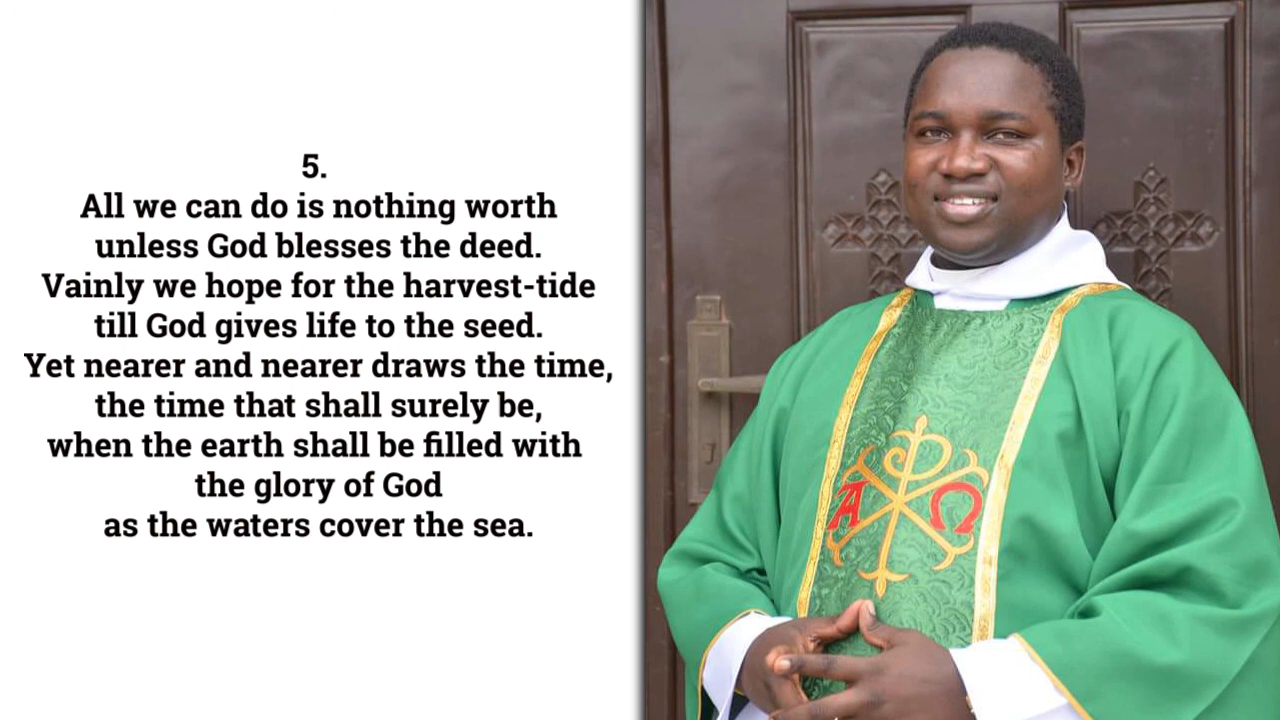 5.
All we can do is nothing worth
unless God blesses the deed.
Vainly we hope for the harvest-tide
till God gives life to the seed.
Yet nearer and nearer draws the time,
the time that shall surely be,
when the earth shall be filled with
the glory of God
as the waters cover the sea.
Α Ω